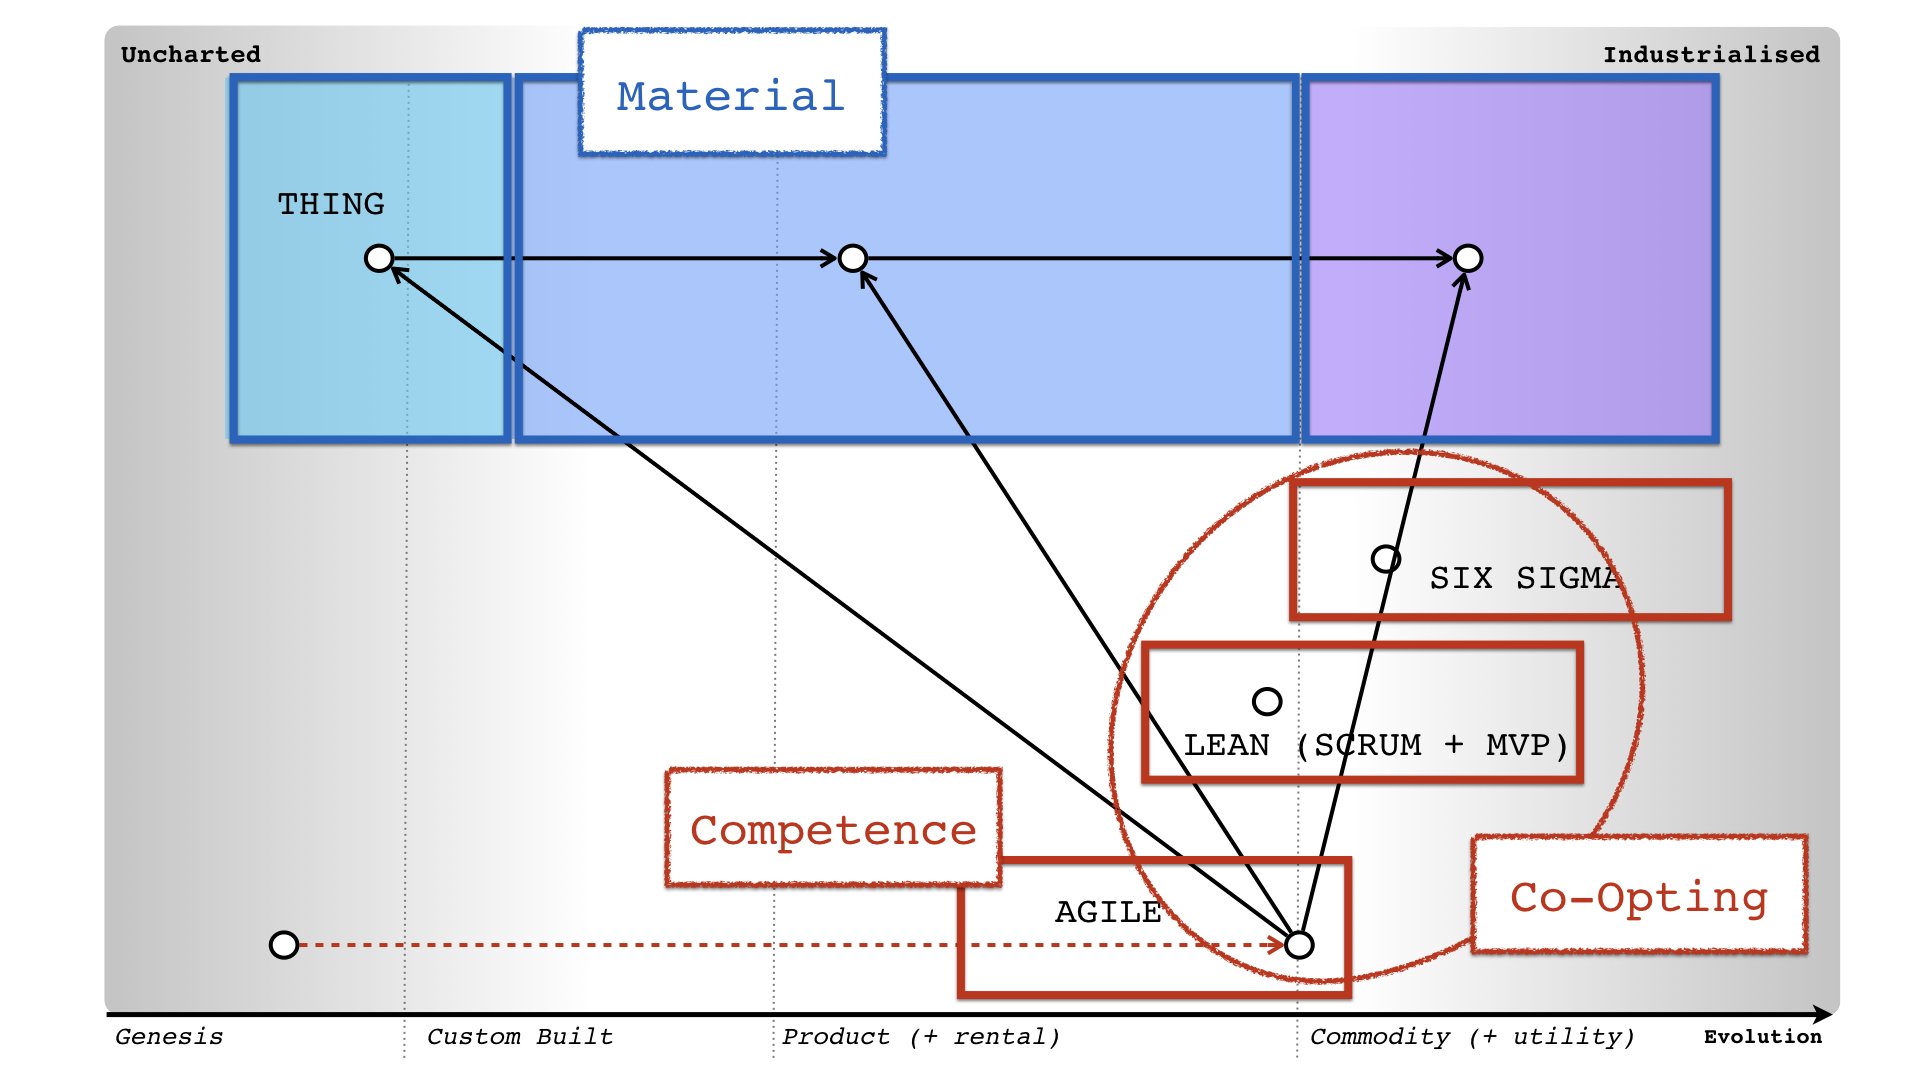 Uncharted
Industrialised
Material
THING
SIX SIGMA
LEAN (SCRUM + MVP)
Competence
Co-Opting
AGILE
Genesis
Custom Built
Product (+ rental)
Commodity (+ utility)
Evolution